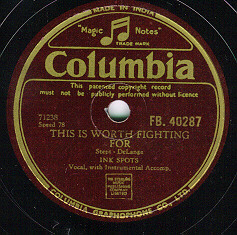 MADE IN INDIA
"Magic Notes"
TRADE MARK
Columbia
This patented copyright record
must not be publicly performed without licence
71238
Speed 78
FB. 40287
THIS IS WORTH FIGHTING
FOR
Stept - DeLange
INK SPOTS
Vocal, with Instrumental Accomp.
COLUMBIA GRAPHOPHONE CO., LTD.